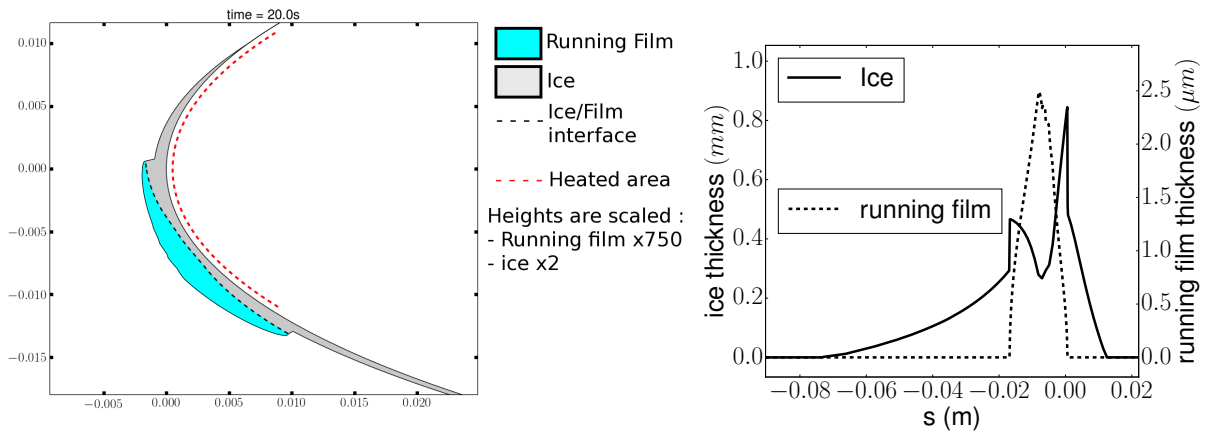 time = 20.0s
0.010
0.005
0.000
−0.005
−0.010
−0.015
−0.005
0.000
0.005
0.010
0.015
0.020
Running Film
Ice
Ice/Film
interface
Heated area
Heights are scaled :
- Running film x750
- ice x2
ice thickness (mm)
1.0
0.8
0.6
0.4
0.2
0.0
Ice
running film
2.5
2.0
1.5
1.0
0.5
0.0
running film thickness (μm)
−0.08
−0.06
−0.04
−0.02
0.00
0.02
s (m)